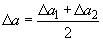 Δa = (Δa₁ + Δa₂) / 2